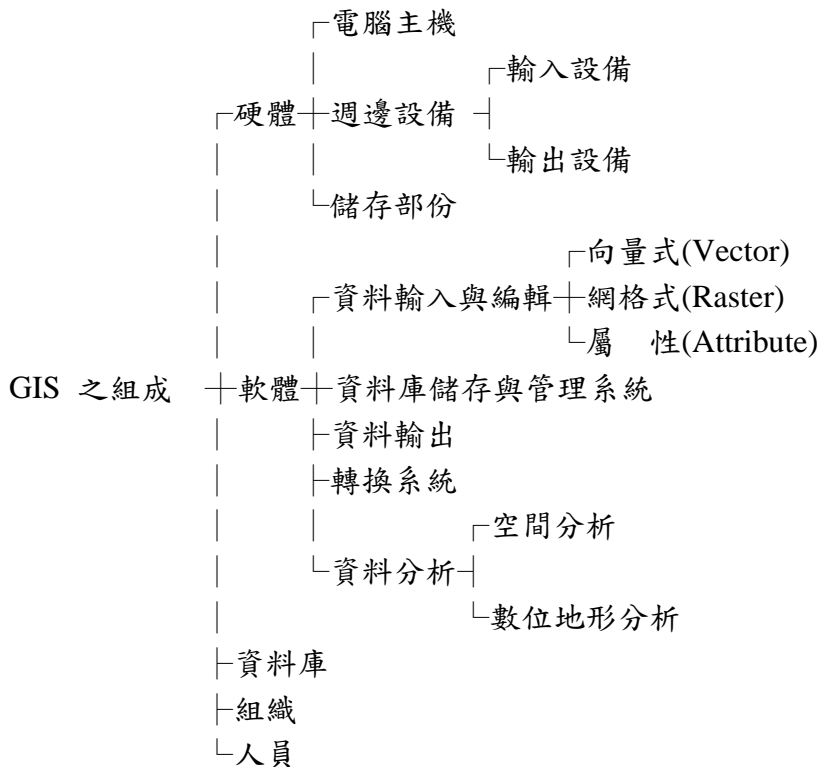 電腦主機
輸入設備
硬體 週邊設備
輸出設備
儲存部份
向量式(Vector)
資料輸入與編輯 網格式(Raster)
屬 性(Attribute)
GIS 之組成 軟體 資料庫儲存與管理系統
資料輸出
轉換系統
空間分析
資料分析
數位地形分析
資料庫
組織
人員